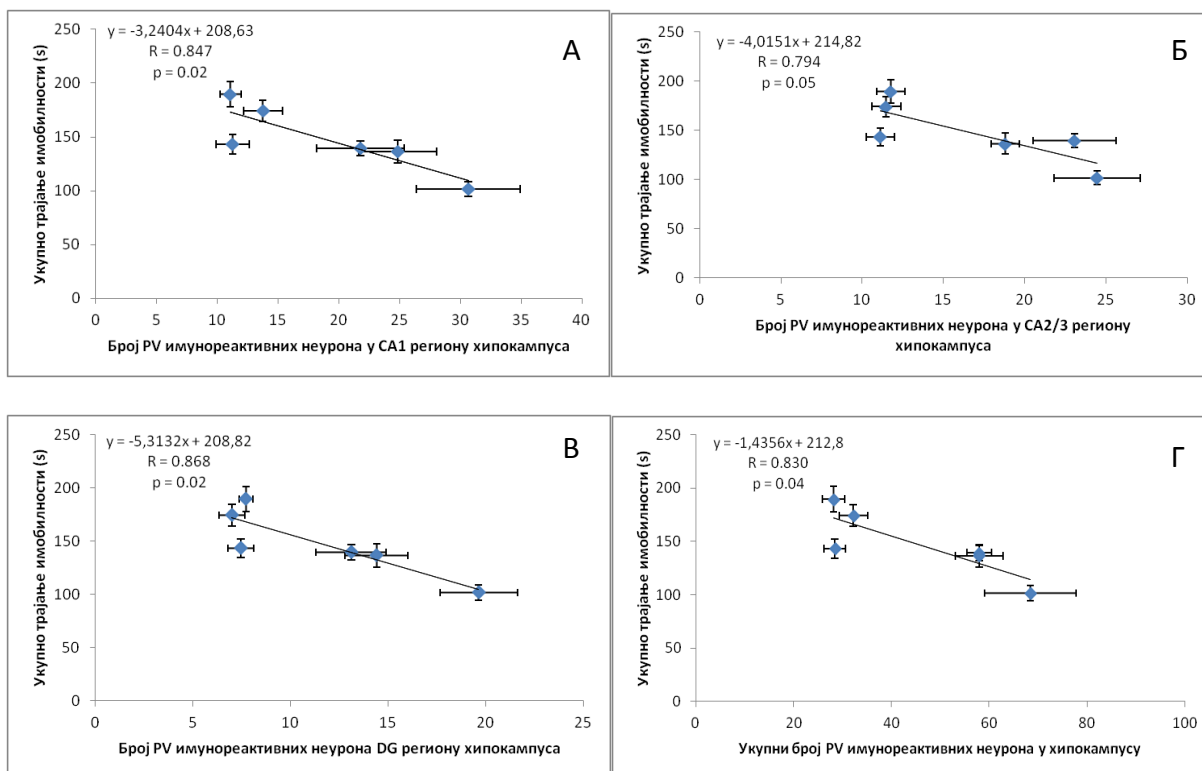 y = -3,2404x + 208,63
R = 0.847
p = 0.02
А
Укупно трајање имобилности (s)
250
200
150
100
50
0
0 5 10 15 20 25 30 35 40
Број PV имунореактивних неурона у CA1 региону хипокампуса
y = -4,0151x + 214,82
R = 0.794
p = 0.05
Б
Укупно трајање имобилности (s)
250
200
150
100
50
0
0 5 10 15 20 25 30
Број PV имунореактивних неурона у CA2/3 региону
хипокампуса
y = -5,3132x + 208,82
R = 0.868
p = 0.02
В
Укупно трајање имобилности (s)
250
200
150
100
50
0
0 5 10 15 20 25
Број PV имунореактивних неурона DG региону хипокампуса
y = -1,4356x + 212,8
R = 0.830
p = 0.04
Г
Укупно трајање имобилности (s)
250
200
150
100
50
0
0 20 40 60 80 100
Укупни број PV имунореактивних неурона у хипокампусу